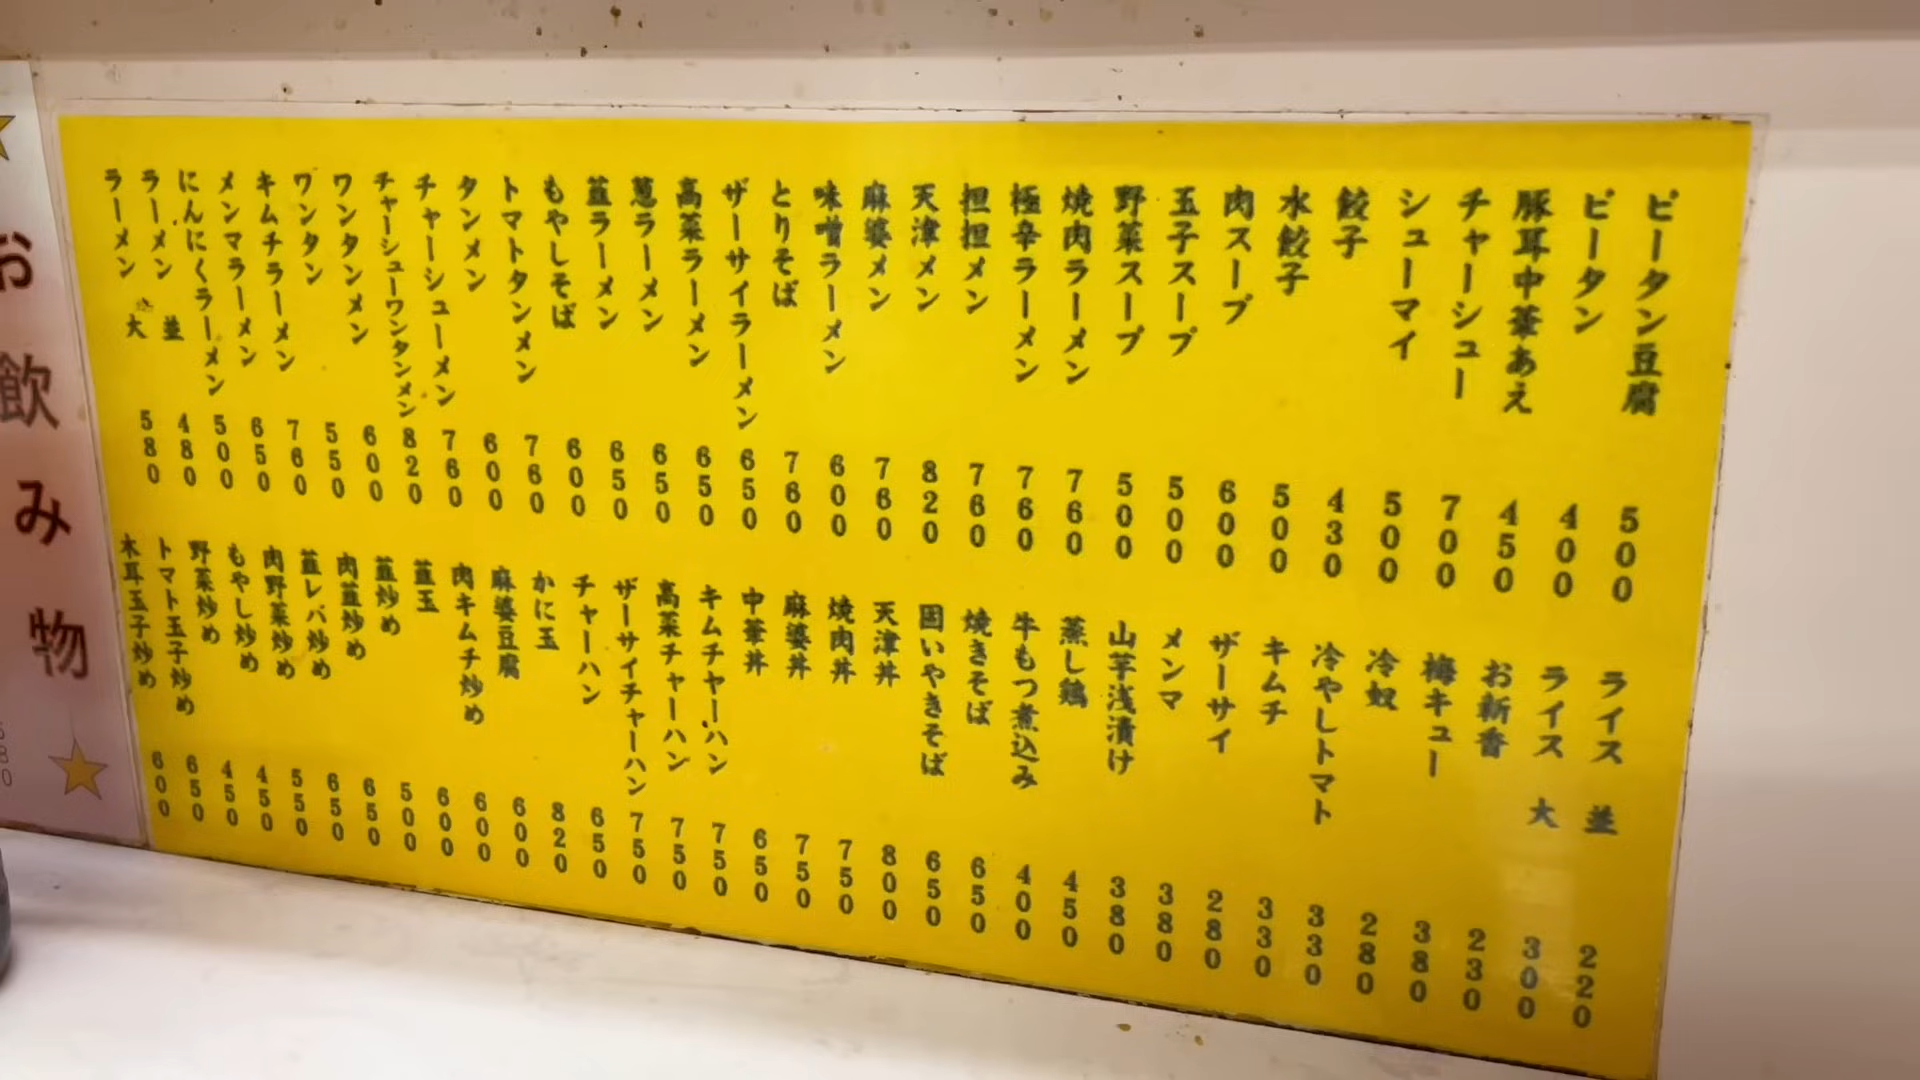 ピータン豆腐 500
ピータン 400
豚耳中華あえ 450
チャーシュー 700
シューマイ 500
餃子 430
水餃子 500
肉スープ 600
玉子スープ 500
野菜スープ 500
焼肉ラーメン 760
極辛ラーメン 760
担担メン 760
天津メン 820
麻婆メン 760
味噌ラーメン 600
とりそば 760
ザーサイラーメン 650
高菜ラーメン 650
葱ラーメン 650
韮ラーメン 650
もやしそば 600
トマトタンメン 760
タンメン 600
チャーシューメン 760
チャーシューワンタンメン 820
ワンタンメン 600
ワンタン 550
キムチラーメン 760
メンマラーメン 650
にんにくラーメン 500
ラーメン 並 480
ラーメン 大 580
ライス 並 220
ライス 大 300
お新香 230
梅キュー 380
冷奴 280
冷やしトマト 330
キムチ 330
ザーサイ 280
メンマ 380
山芋浅漬け 380
蒸し鶏 450
牛もつ煮込み 400
焼きそば 650
固いやきそば 650
天津丼 800
焼肉丼 750
麻婆丼 750
中華丼 650
キムチャーハン 750
高菜チャーハン 750
ザーサイチャーハン 750
チャーハン 650
かに玉 820
麻婆豆腐 600
肉キムチ炒め 600
韮玉 600
韮炒め 500
肉韮炒め 650
韮レバ炒め 650
肉野菜炒め 550
もやし炒め 450
野菜炒め 450
トマト玉子炒め 650
木耳玉子炒め 600
お飲み物